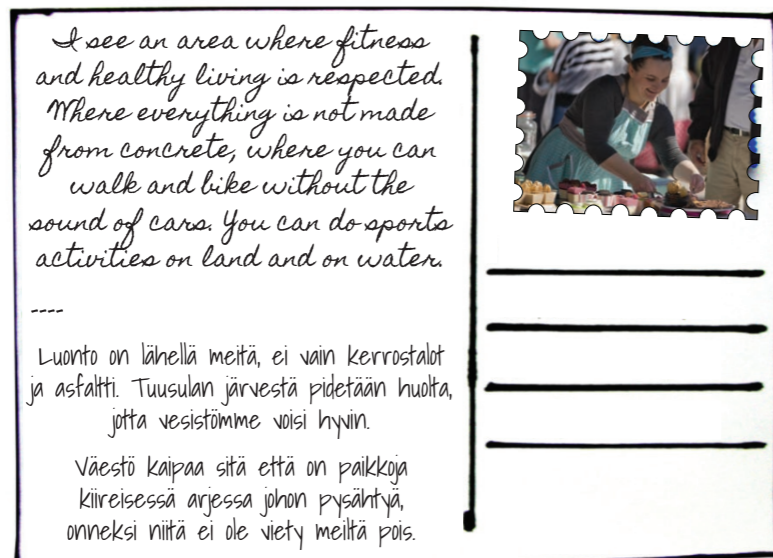 I see an area where fitness
and healthy living is respected.
Where everything is not made
from concrete, where you can
walk and bike without the
sound of cars. You can do sports
activities on land and on water.
----
Luonto on lähellä meitä, ei vain kerrostalot
ja asfaltti. Tuusulan järvestä pidetään huolta,
jotta vesistömme voisi hyvin.
Väestö kaipaa sitä että on paikkoja
kiireisessä arjessa johon pysähtyä,
onneksi niitä ei ole viety meiltä pois.